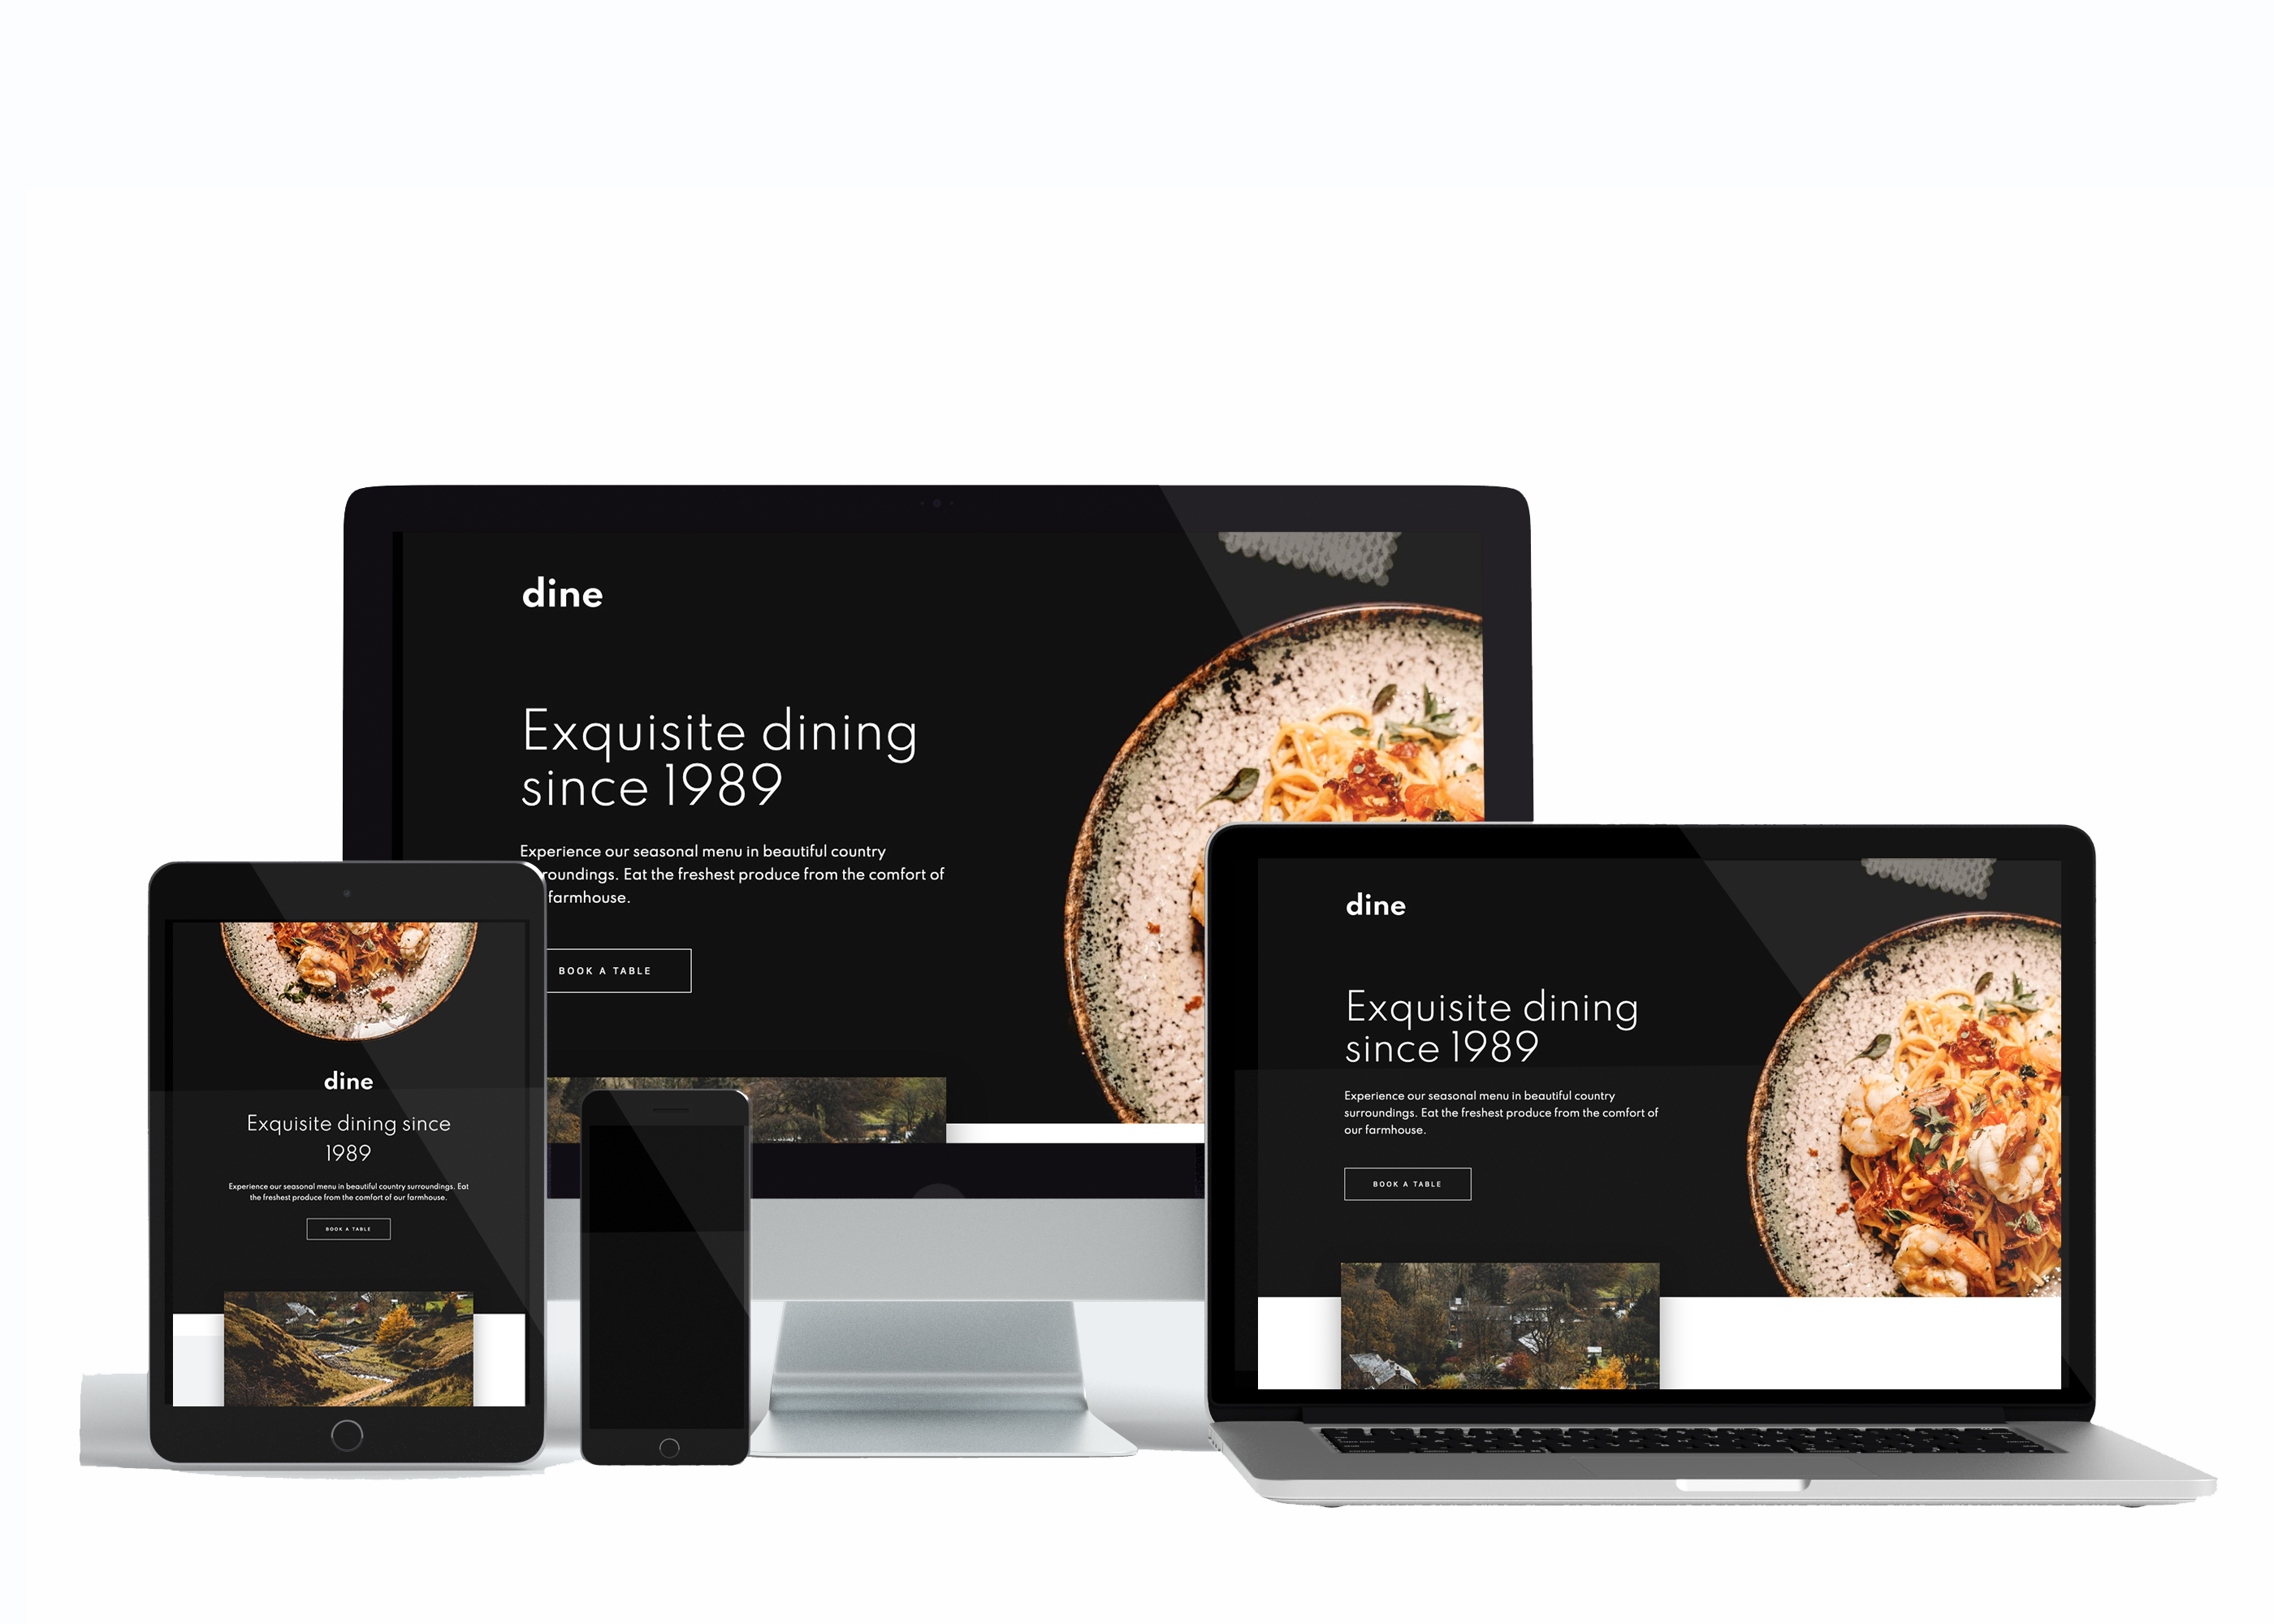 dine
Exquisite dining
since 1989
Experience our seasonal menu in beautiful country
roundings. Eat the freshest produce from the comfort of
farmhouse.
BOOK A TABLE
dine
Exquisite dining since
1989
Experience our seasonal menu in beautiful country surroundings. Eat
the freshest produce from the comfort of our farmhouse.
BOOK A TABLE
dine
Exquisite dining
since 1989
Experience our seasonal menu in beautiful country
surroundings. Eat the freshest produce from the comfort of
our farmhouse.
BOOK A TABLE